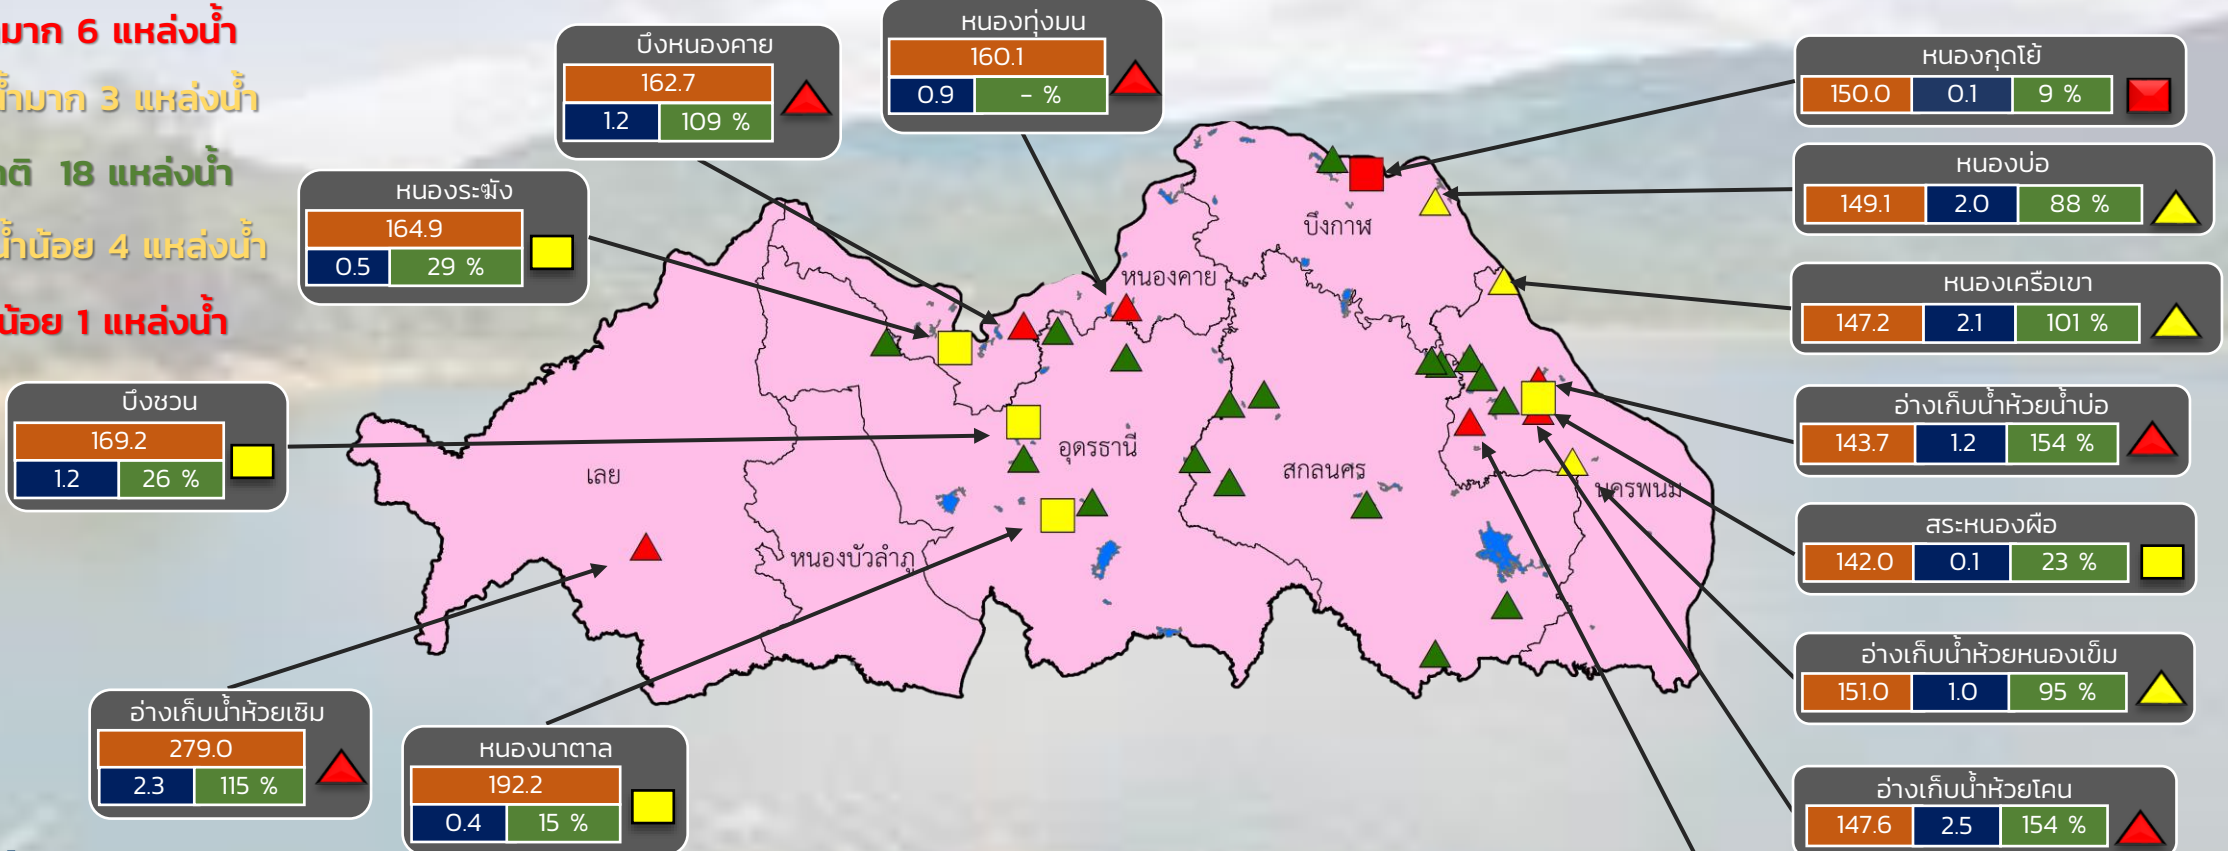 มาก 6 แหล่งน้ำ
น้ำมาก 3 แหล่งน้ำ
18 แหล่งน้ำ
น้ำน้อย 4 แหล่งน้ำ
น้อย 1 แหล่งน้ำ
บึงหนองคาย
162.7
1.2 109 %
หนองทุ่งมน
160.1
0.9 - %
หนองกุดโย้
150.0 0.1 9 %
หนองบ่อ
149.1 2.0 88 %
หนองระฆัง
164.9
0.5 29 %
หนองเครือเขา
147.2 2.1 101 %
บึงชวน
169.2
1.2 26 %
อ่างเก็บน้ำห้วยน้ำบ่อ
143.7 1.2 154 %
สระหนองผือ
142.0 0.1 23 %
อ่างเก็บน้ำห้วยหนองเข็ม
151.0 1.0 95 %
อ่างเก็บน้ำห้วยเซิม
279.0
2.3 115 %
หนองนาตาล
192.2
0.4 15 %
อ่างเก็บน้ำห้วยโคน
147.6 2.5 154 %
บึงกาฬ
หนองคาย
อุดรธานี
เลย
สกลนคร
นครพนม
หนองบัวลำภู